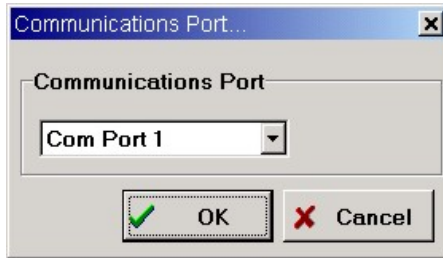 Communications Port...
Communications Port
Com Port 1
OK
Cancel